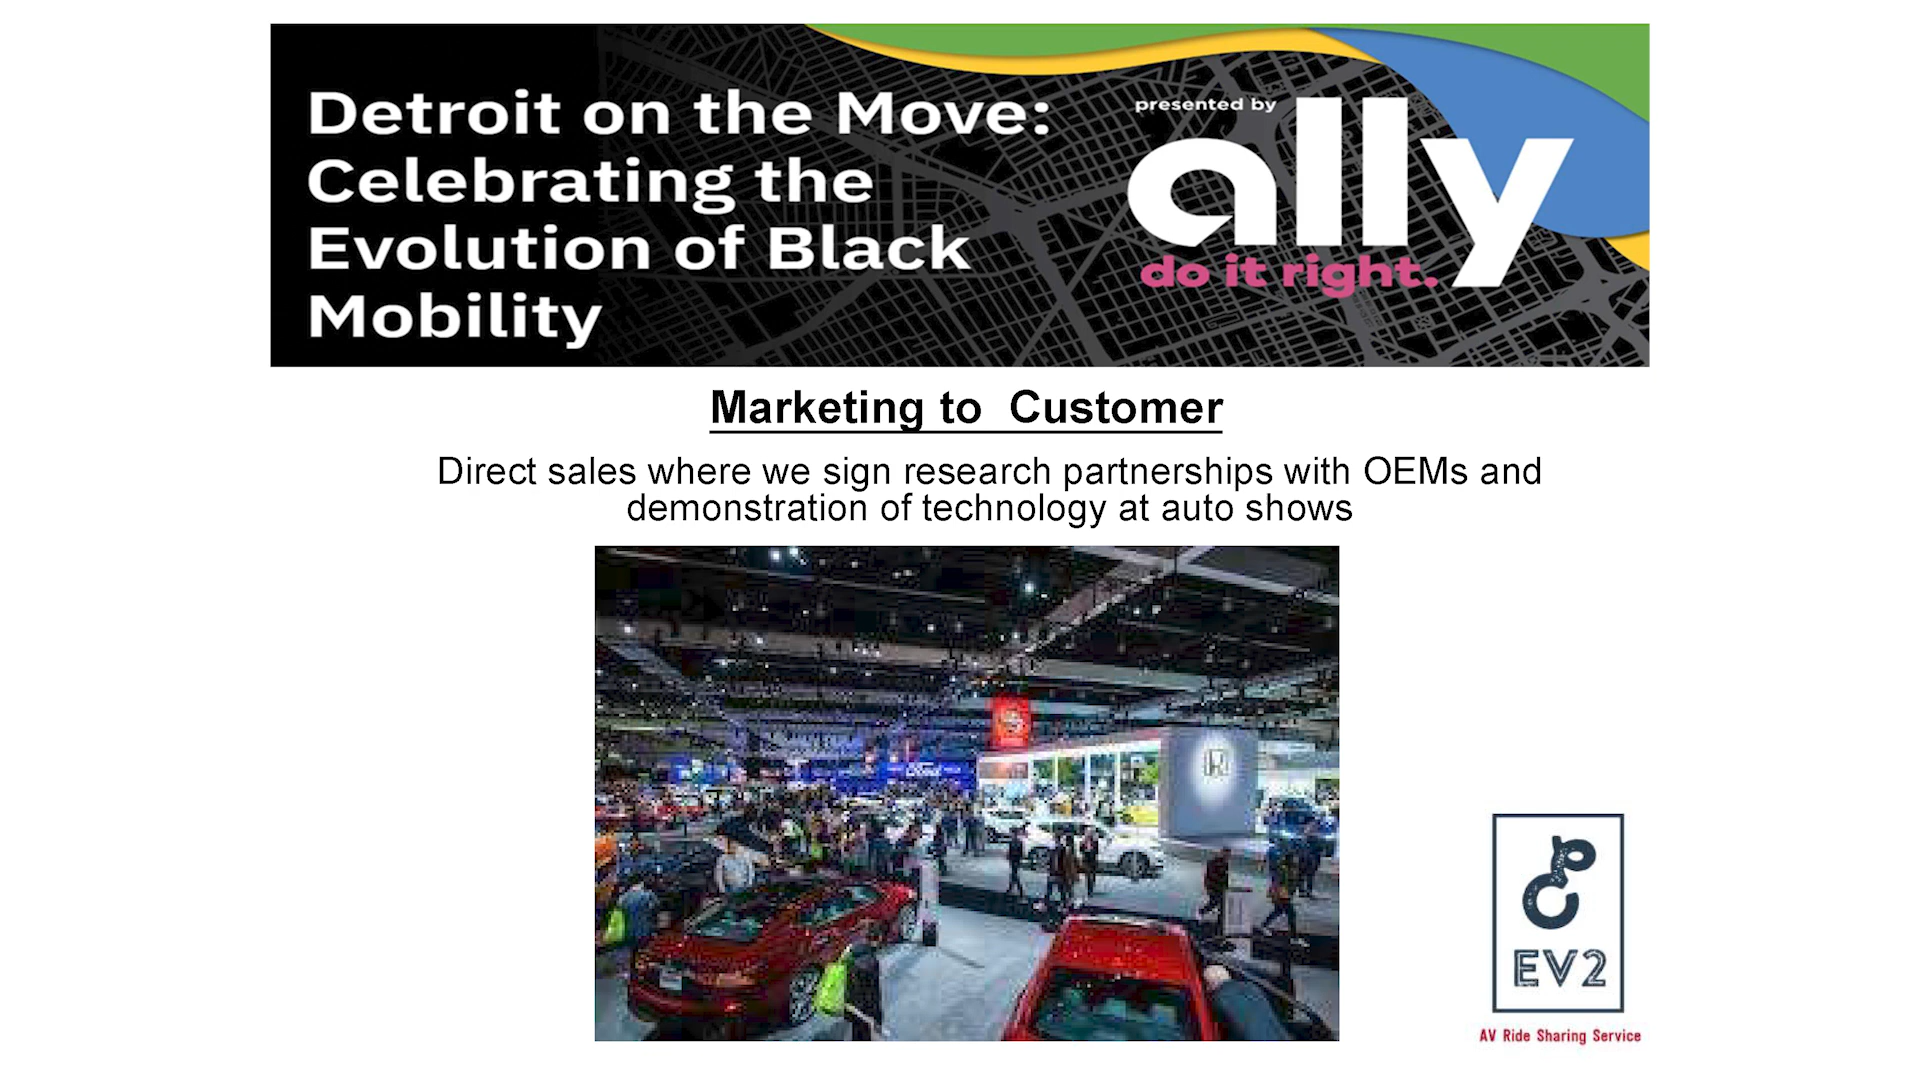 Detroit on the Move:
Celebrating the
Evolution of Black
Mobility
presented by
ally
do it right.
Marketing to Customer
Direct sales where we sign research partnerships with OEMs and
demonstration of technology at auto shows
Ford
EV2
AV Ride Sharing Service